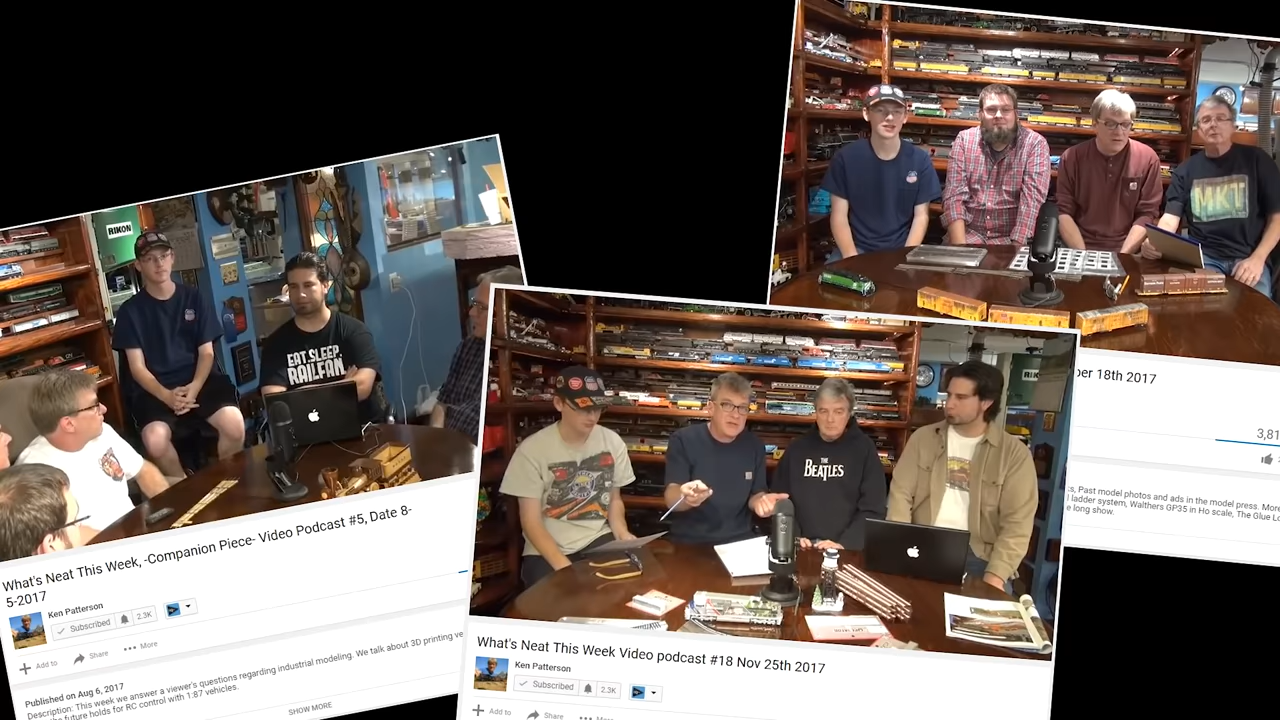 RIKON
EAT.SLEEP.
RAILFAN.
What's Neat This Week, -Companion Piece- Video Podcast #5, Date 8-
5-2017
Ken Patterson
Subscribed 2.3K
Add to Share More
Published on Aug 6, 2017
Description: This week we answer a viewer's questions regarding industrial modeling. We talk about 3D printing
the future holds for RC control with 1:87 vehicles.
SHOW MORE
THE
BEATLES
What's Neat This Week Video podcast #18 Nov 25th 2017
Ken Patterson
Subscribed 2.3K
Add to Share More
MKT
ber 18th 2017
3,81
Past model photos and ads in the model press. More
ladder system, Walthers GP35 in Ho scale, The Glue
long show.